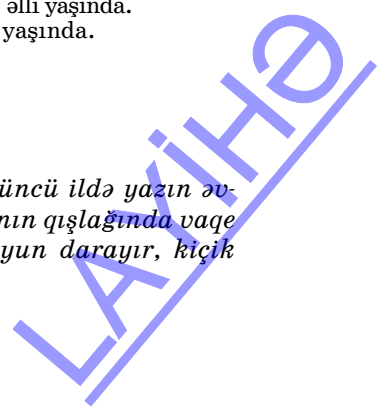 əlli yaşında.
yaşında.
üncü ildə yazın əv-
nın qışlağında vaqe
yun darayır, kiçik
LAYİHƏ